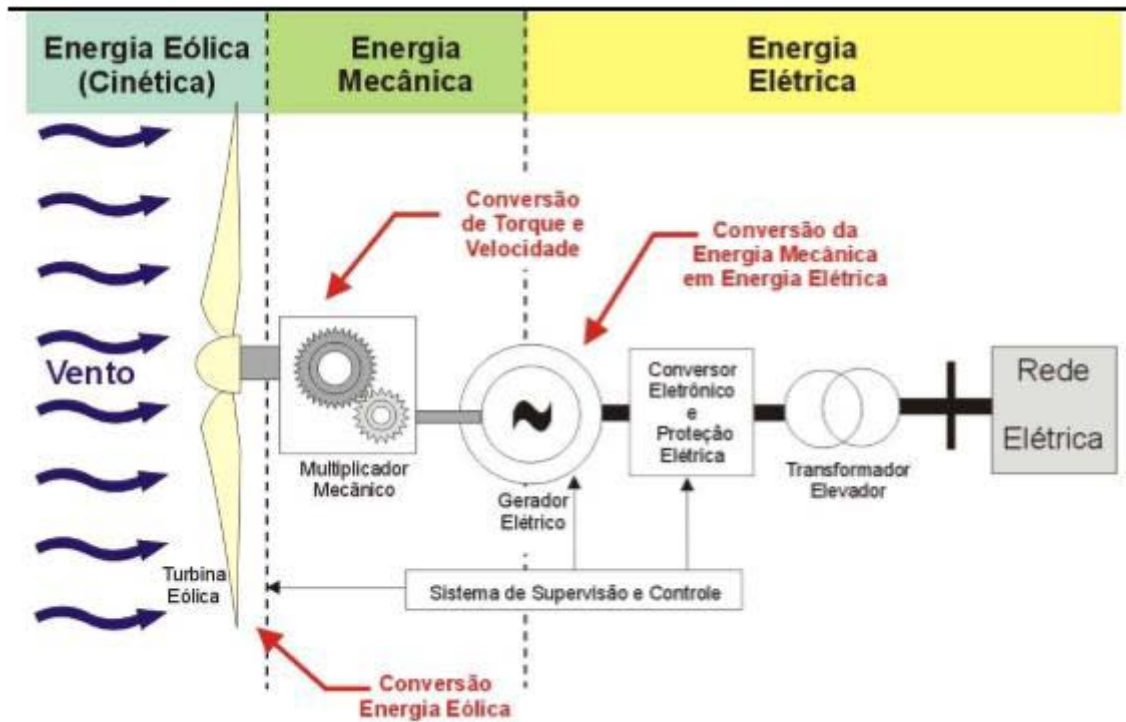 Energia Eólica
(Cinética)
Energia
Mecânica
Energia
Elétrica
Conversão
de Torque e
Velocidade
Conversão da
Energia Mecânica
em Energia Elétrica
Vento
Multiplicador
Mecânico
Gerador
Elétrico
Conversor
Eletrônico
e
Proteção
Elétrica
Transformador
Elevador
Rede
Elétrica
Turbina
Eólica
Sistema de Supervisão e Controle
Conversão
Energia Eólica